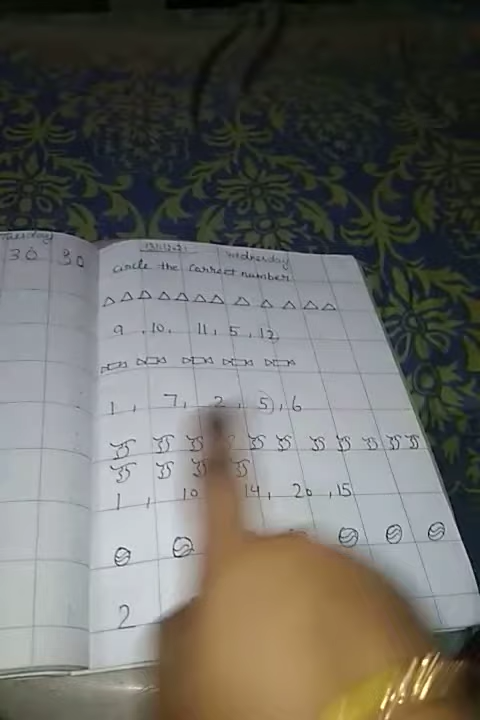 Tuesday
30 30
Wednesday
circle the correct number
9, 10, 11, 5, 12,
1, 7, 2, 5, 6
1, 10 14, 20, 15
2